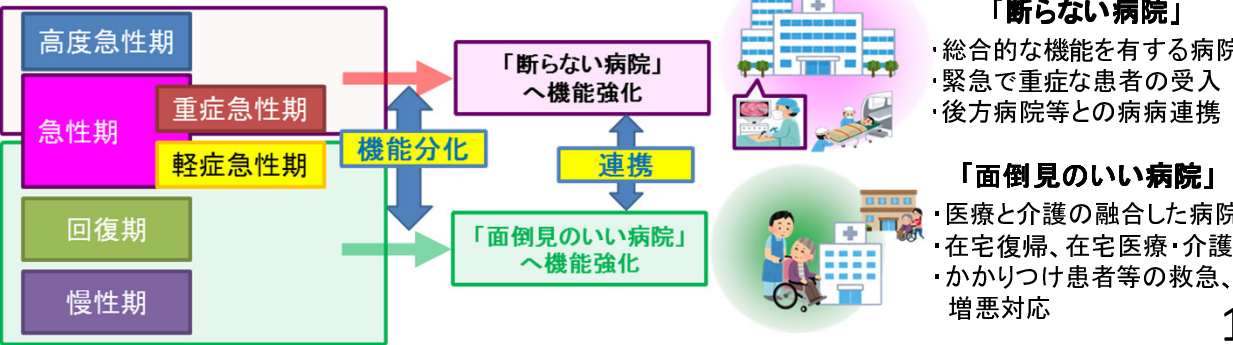 高度急性期
急性期
重症急性期
軽症急性期
回復期
慢性期
機能分化
「断らない病院」
へ機能強化
連携
「面倒見のいい病院」
へ機能強化
「断らない病院」
・総合的な機能を有する病院
・緊急で重症な患者の受入
・後方病院等との病病連携
「面倒見のいい病院」
・医療と介護の融合した病院
・在宅復帰、在宅医療・介護
・かかりつけ患者等の救急、
増悪対応
1